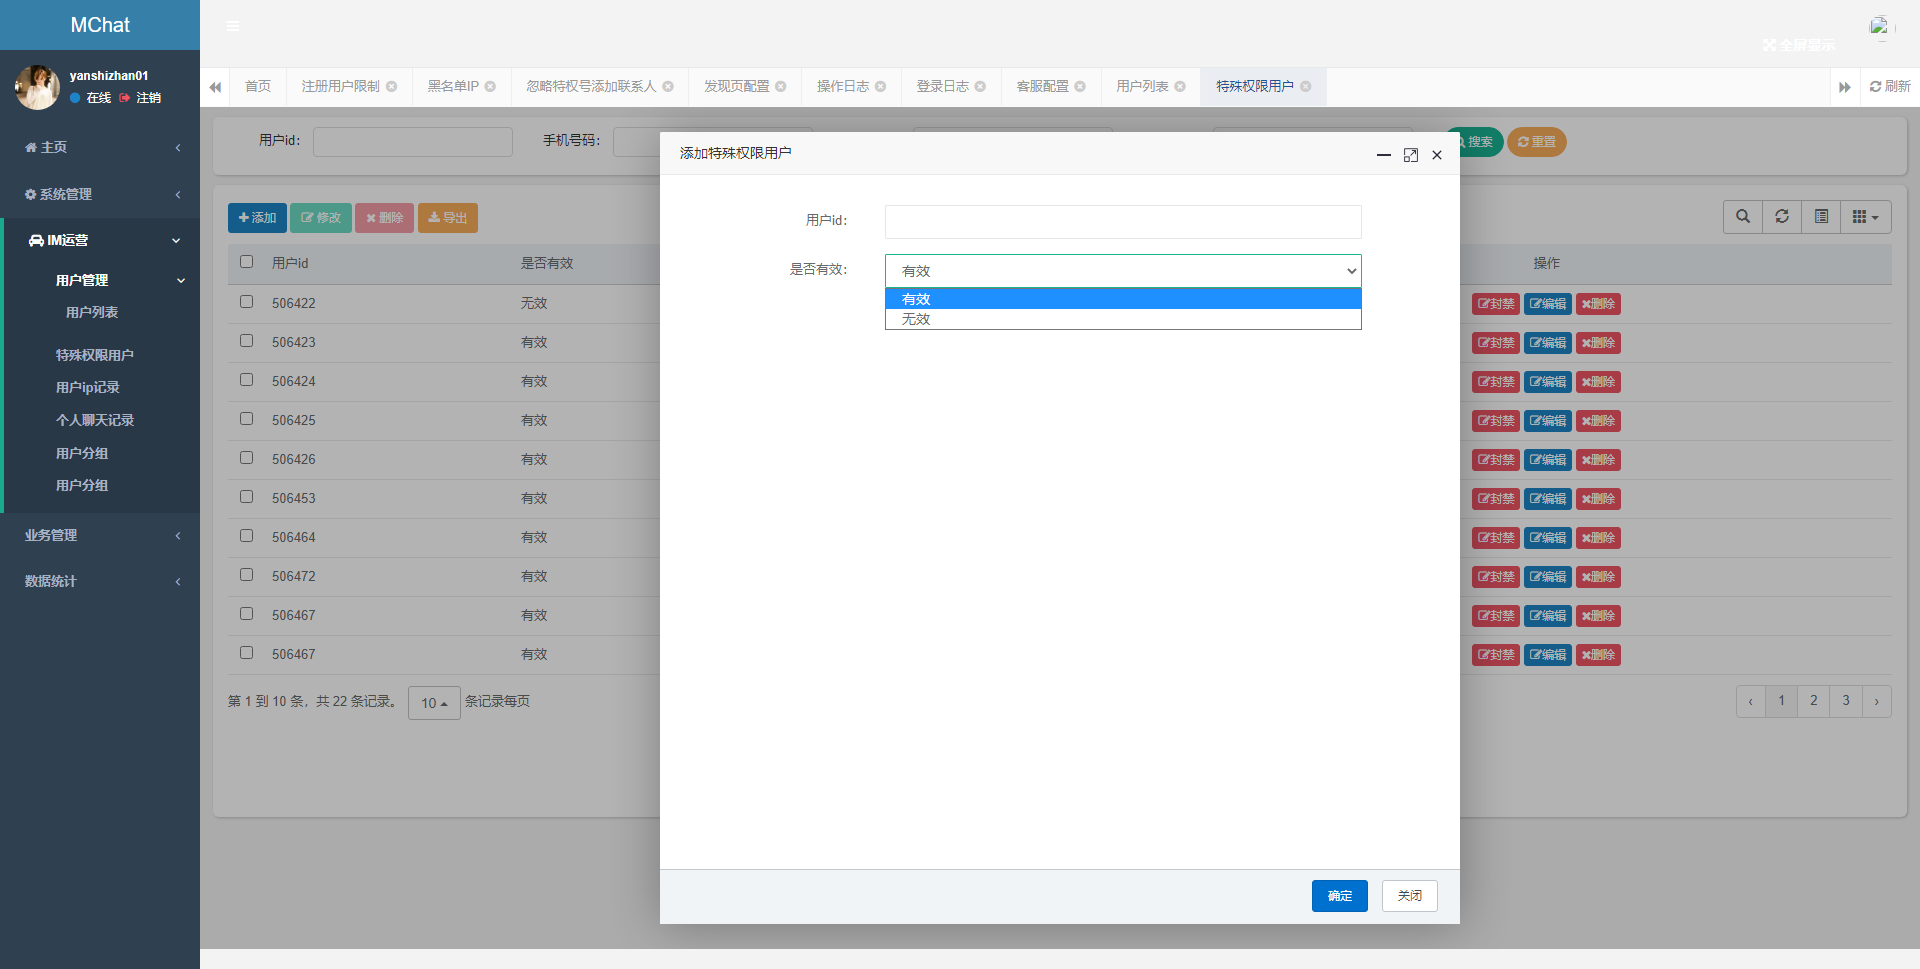 MChat
yanshizhan01
在线 注销
主页
系统管理
IM运营
用户管理
用户列表
特殊权限用户
用户ip记录
个人聊天记录
用户分组
用户分组
业务管理
数据统计
全屏显示
首页 注册用户限制 黑名单IP 忽略特权号添加联系人 发现页配置 操作日志 登录日志 客服配置 用户列表 特殊权限用户 刷新
用户id: 手机号码: 搜索 重置
添加 修改 删除 导出
用户id 是否有效 操作
506422 无效 封禁 编辑 删除
506423 有效 封禁 编辑 删除
506424 有效 封禁 编辑 删除
506425 有效 封禁 编辑 删除
506426 有效 封禁 编辑 删除
506453 有效 封禁 编辑 删除
506464 有效 封禁 编辑 删除
506472 有效 封禁 编辑 删除
506467 有效 封禁 编辑 删除
506467 有效 封禁 编辑 删除
第 1 到 10 条，共 22 条记录。 10 条记录每页
‹ 1 2 3 ›
添加特殊权限用户
用户id:
是否有效: 有效
有效
无效
确定 关闭